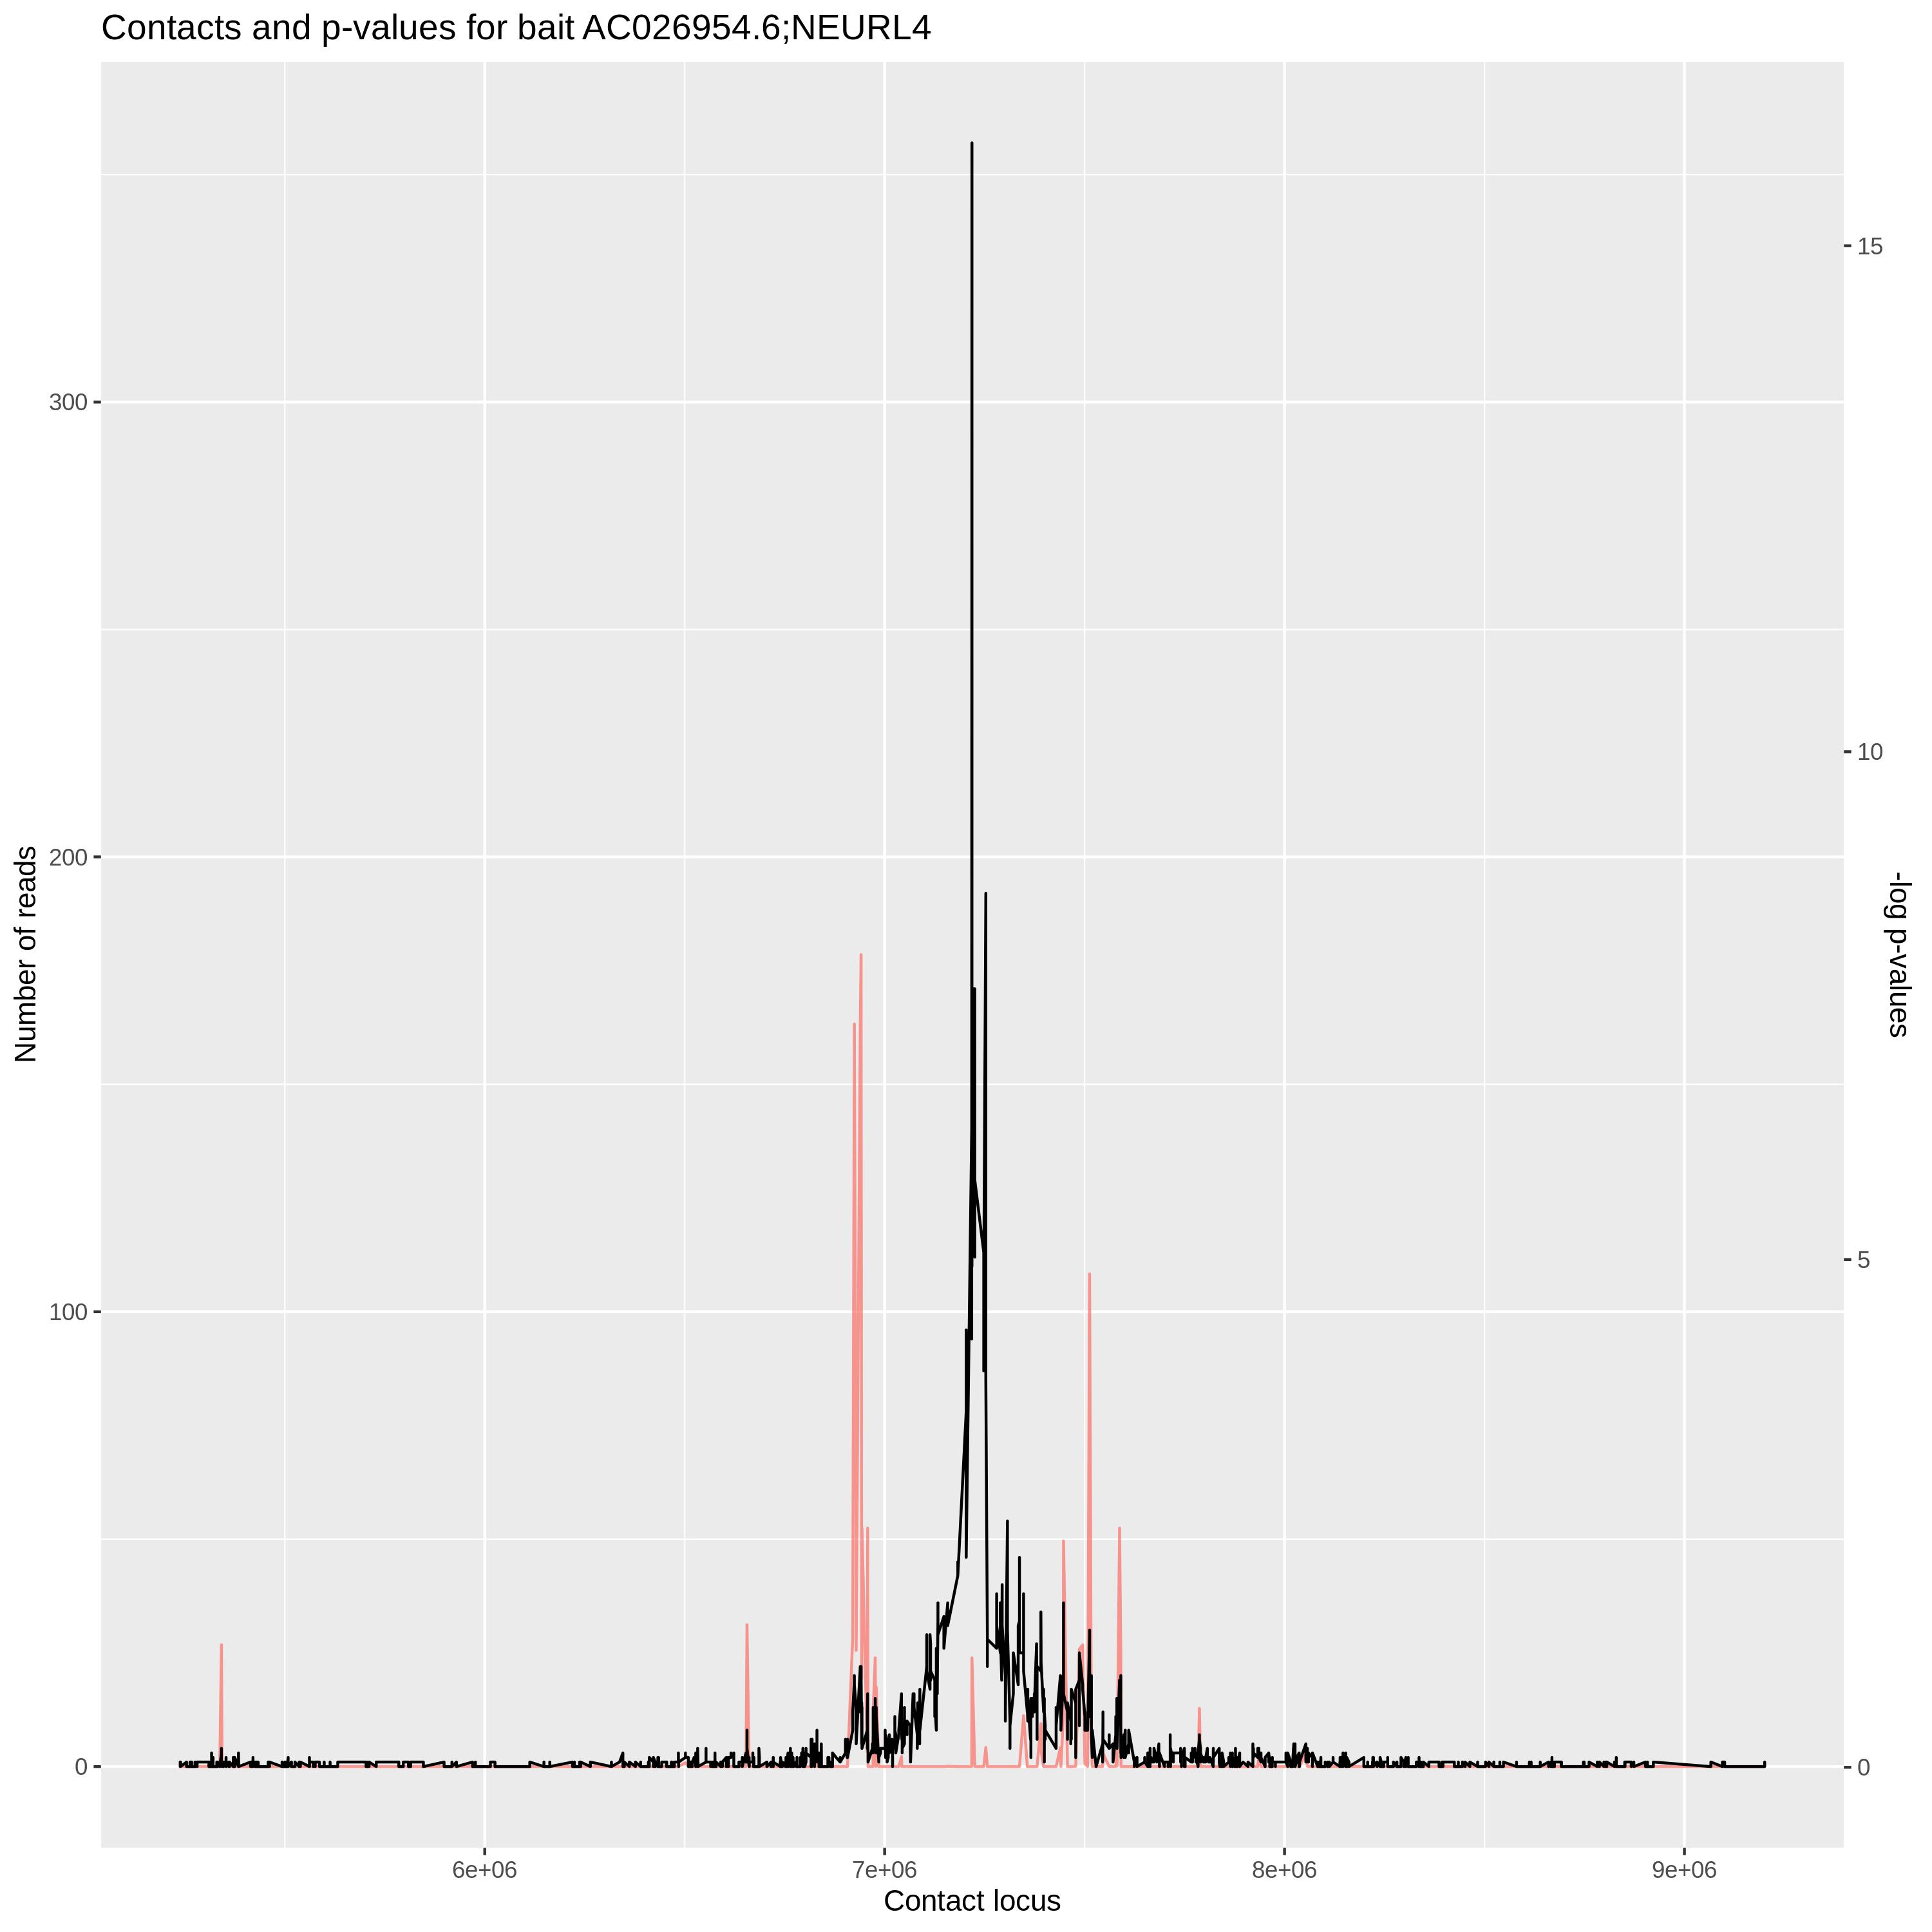 Contacts and p-values for bait AC026954.6;NEURL4
Number of reads
300
200
100
0
15
10
5
0
-log p-values
6e+06
7e+06
8e+06
9e+06
Contact locus